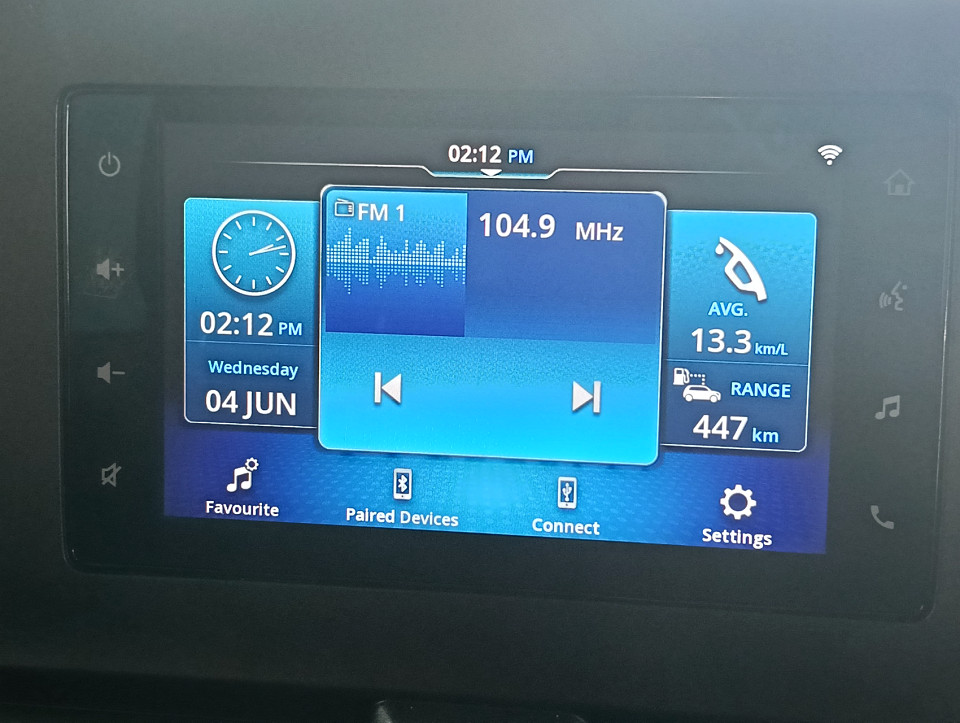 02:12 PM
FM 1
104.9 MHz
02:12 PM
Wednesday
04 JUN
AVG.
13.3 km/L
RANGE
447 km
Favourite
Paired Devices
Connect
Settings